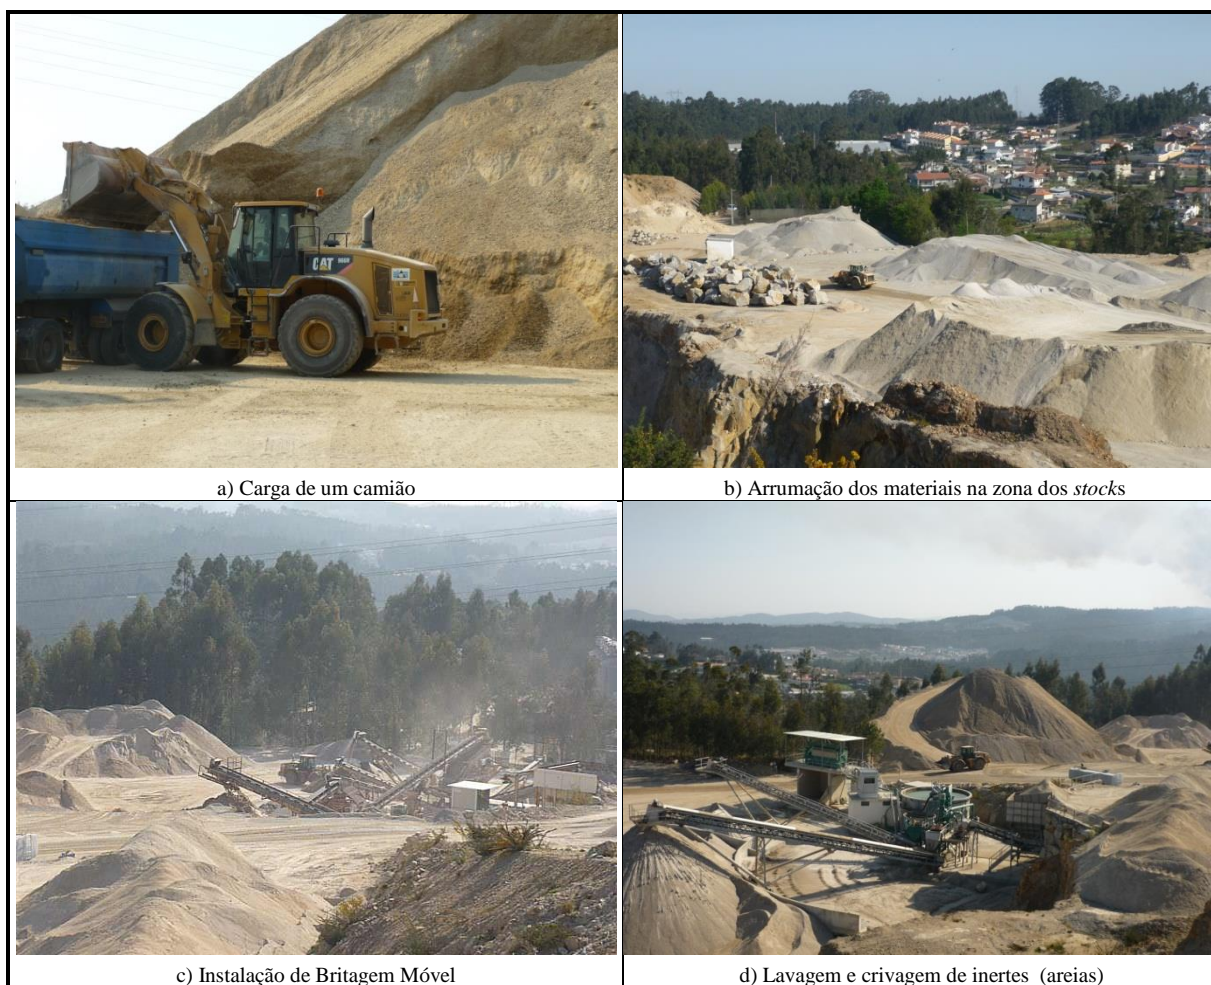 CAT
a) Carga de um camião
b) Arrumação dos materiais na zona dos stocks
c) Instalação de Britagem Móvel
d) Lavagem e crivagem de inertes (areias)